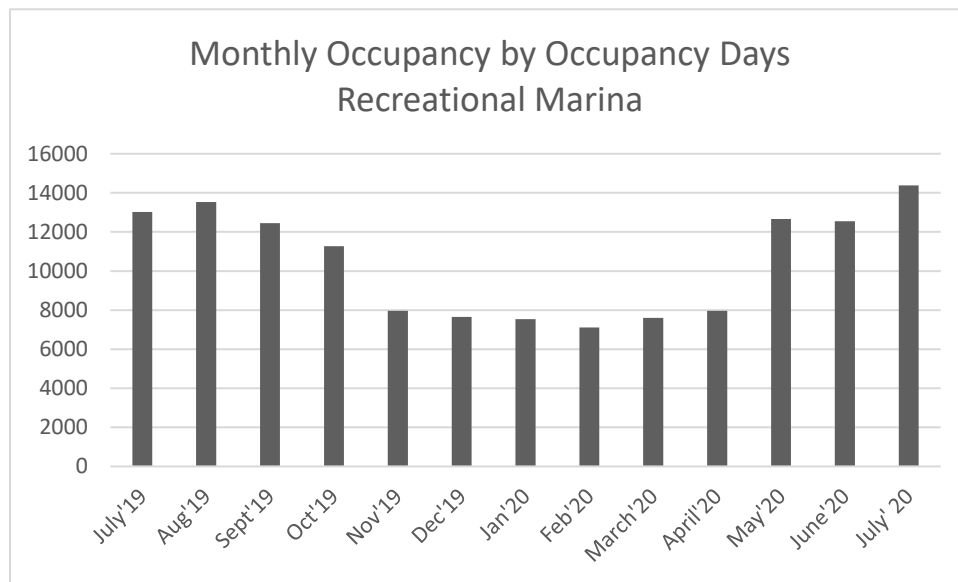 Monthly Occupancy by Occupancy Days
Recreational Marina
16000
14000
12000
10000
8000
6000
4000
2000
0
July'19
Aug'19
Sept'19
Oct'19
Nov'19
Dec'19
Jan'20
Feb'20
March'20
April'20
May'20
June'20
July' 20